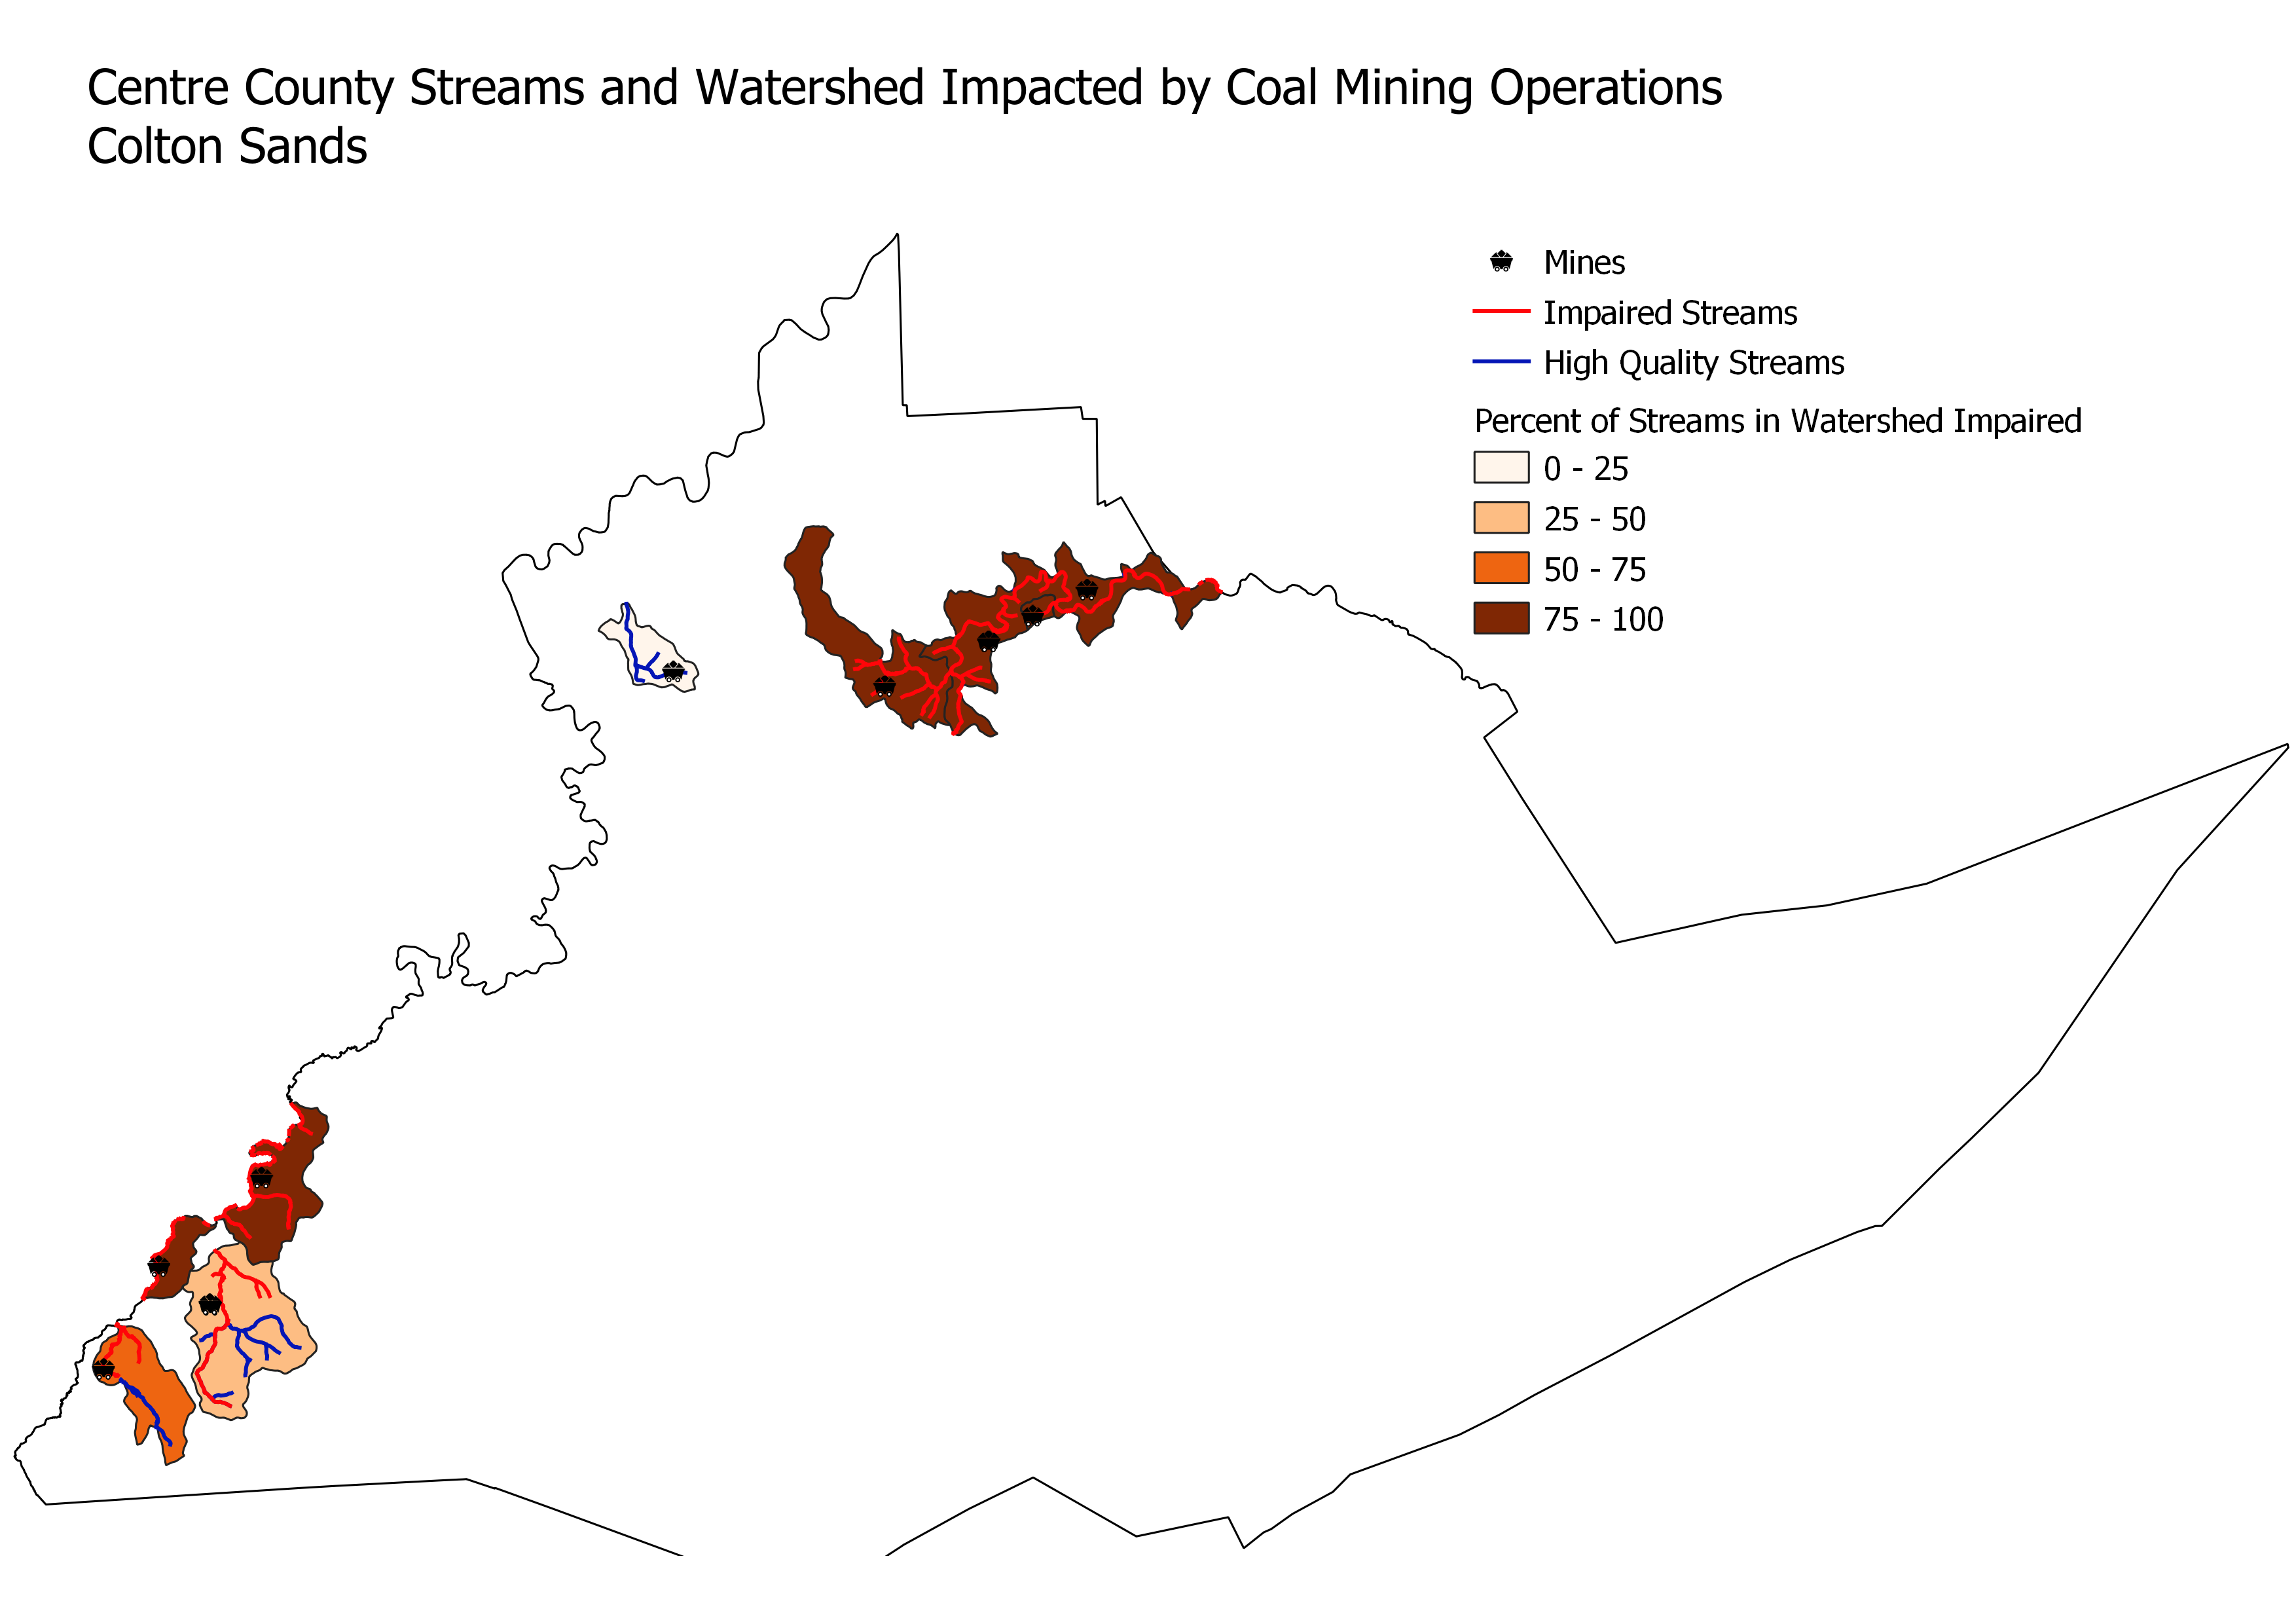 Centre County Streams and Watershed Impacted by Coal Mining Operations
Colton Sands
Mines
Impaired Streams
High Quality Streams
Percent of Streams in Watershed Impaired
0 - 25
25 - 50
50 - 75
75 - 100